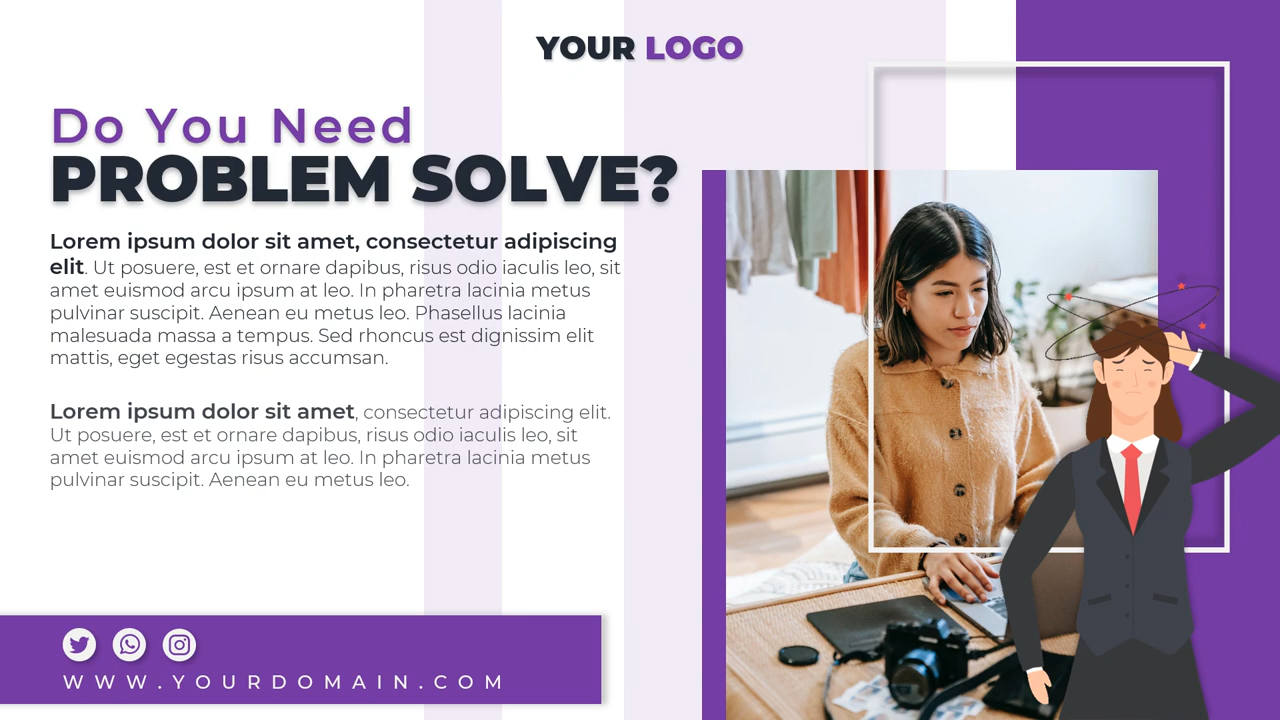 YOUR LOGO
Do You Need
PROBLEM SOLVE?
Lorem ipsum dolor sit amet, consectetur adipiscing
elit. Ut posuere, est et ornare dapibus, risus odio iaculis leo, sit
amet euismod arcu ipsum at leo. In pharetra lacinia metus
pulvinar suscipit. Aenean eu metus leo. Phasellus lacinia
malesuada massa a tempus. Sed rhoncus est dignissim elit
mattis, eget egestas risus accumsan.
Lorem ipsum dolor sit amet, consectetur adipiscing elit.
Ut posuere, est et ornare dapibus, risus odio iaculis leo, sit
amet euismod arcu ipsum at leo. In pharetra lacinia metus
pulvinar suscipit. Aenean eu metus leo.
WWW.YOURDOMAIN.COM